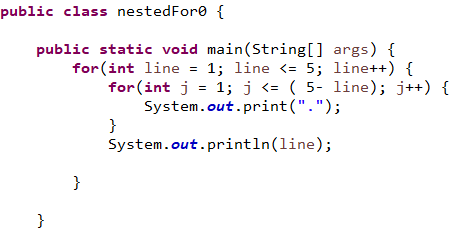 public class nestedFor0 {
public static void main(String[] args) {
for(int line = 1; line <= 5; line++) {
for(int j = 1; j <= ( 5- line); j++) {
System.out.print(".");
}
System.out.println(line);
}
}